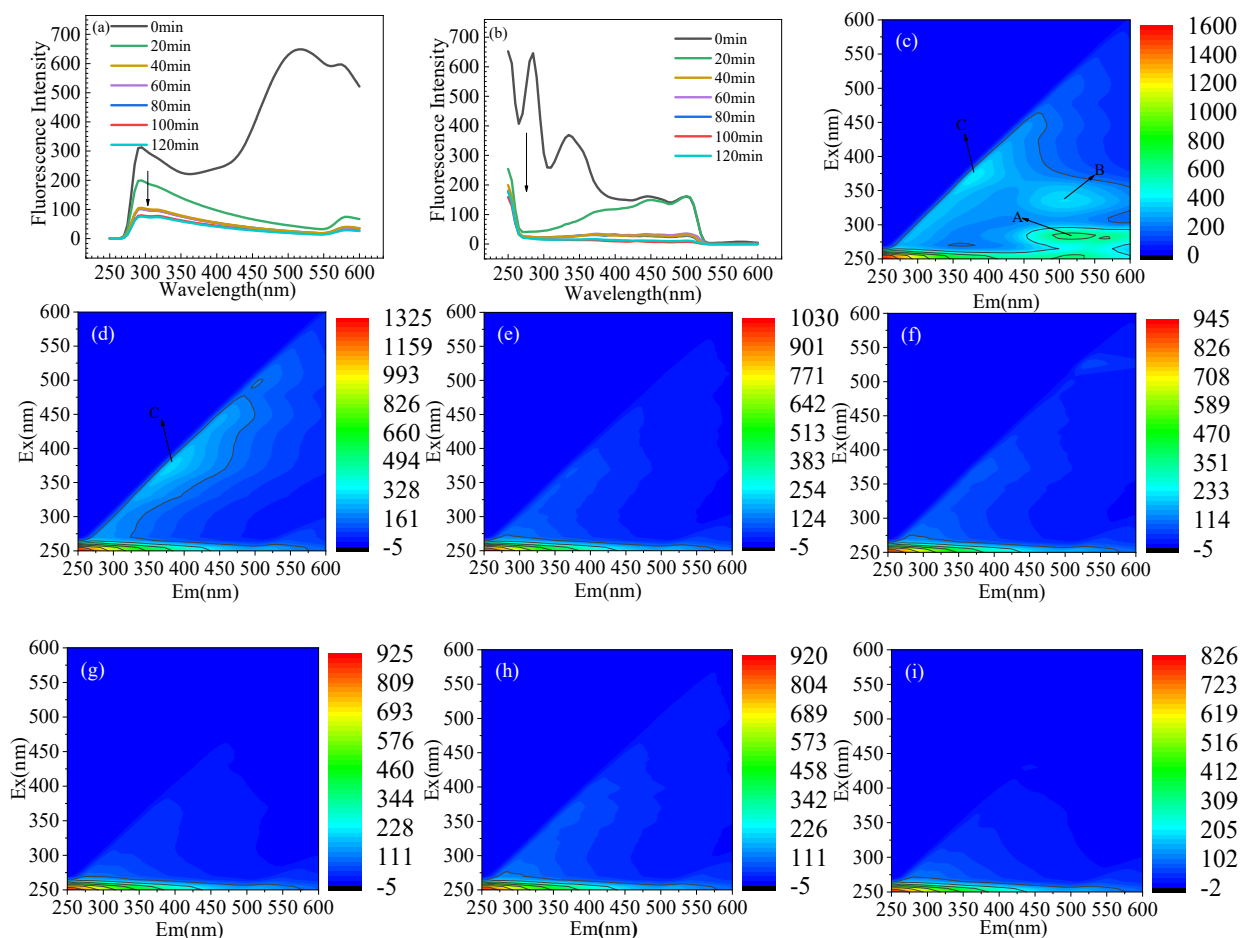 (a)
0min
20min
40min
60min
80min
100min
120min
700
600
500
400
300
200
100
0
Fluorescence Intensity
250 300 350 400 450 500 550 600
Wavelength(nm)
(b)
0min
20min
40min
60min
80min
100min
120min
700
600
500
400
300
200
100
0
Fluorescence Intensity
250 300 350 400 450 500 550 600
Wavelength(nm)
(c)
C
B
A
600
550
500
450
400
350
300
250
Ex(nm)
250 300 350 400 450 500 550 600
Em(nm)
1600
1400
1200
1000
800
600
400
200
0
(d)
C
600
550
500
450
400
350
300
250
Ex(nm)
250 300 350 400 450 500 550 600
Em(nm)
1325
1159
993
826
660
494
328
161
-5
(e)
600
550
500
450
400
350
300
250
Ex(nm)
250 300 350 400 450 500 550 600
Em(nm)
1030
901
771
642
513
383
254
124
-5
(f)
600
550
500
450
400
350
300
250
Ex(nm)
250 300 350 400 450 500 550 600
Em(nm)
945
826
708
589
470
351
233
114
-5
(g)
600
550
500
450
400
350
300
250
Ex(nm)
250 300 350 400 450 500 550 600
Em(nm)
925
809
693
576
460
344
228
111
-5
(h)
600
550
500
450
400
350
300
250
Ex(nm)
250 300 350 400 450 500 550 600
Em(nm)
920
804
689
573
457
342
226
111
-5
(i)
600
550
500
450
400
350
300
250
Ex(nm)
250 300 350 400 450 500 550 600
Em(nm)
826
723
619
516
412
309
205
102
-2